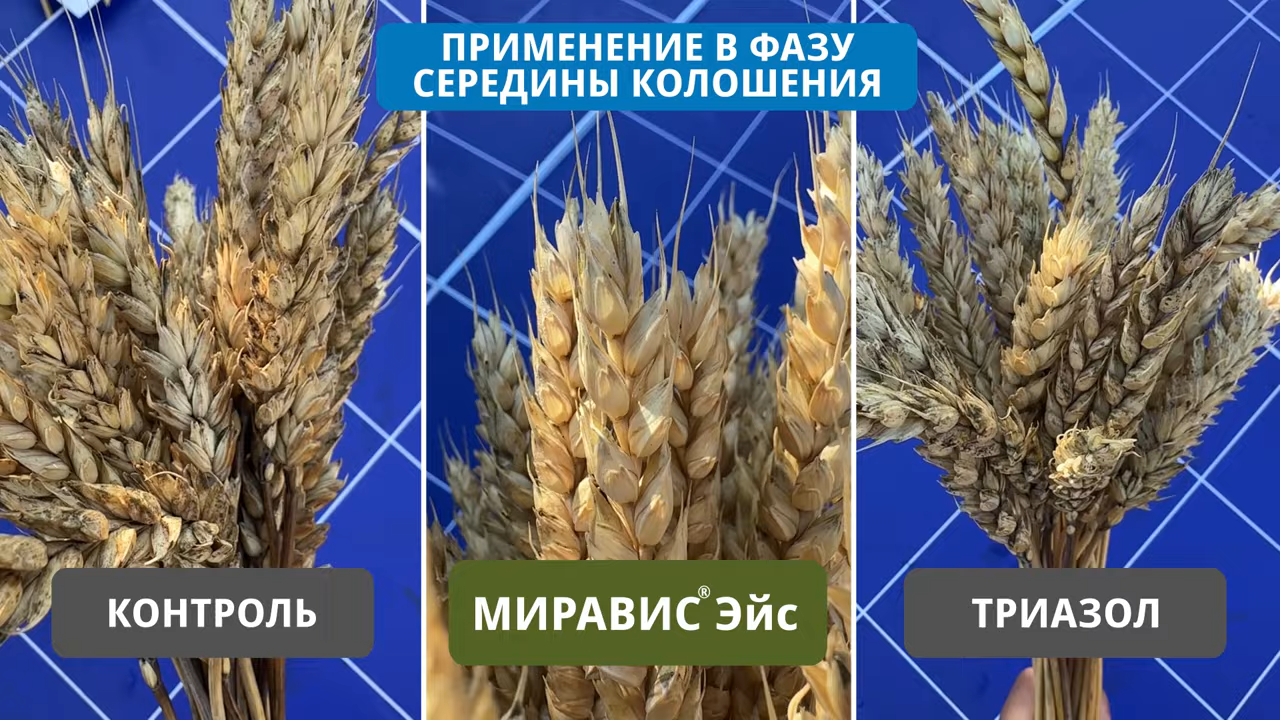 ПРИМЕНЕНИЕ В ФАЗУ
СЕРЕДИНЫ КОЛОШЕНИЯ
КОНТРОЛЬ
МИРАВИС® Эйс
ТРИАЗОЛ